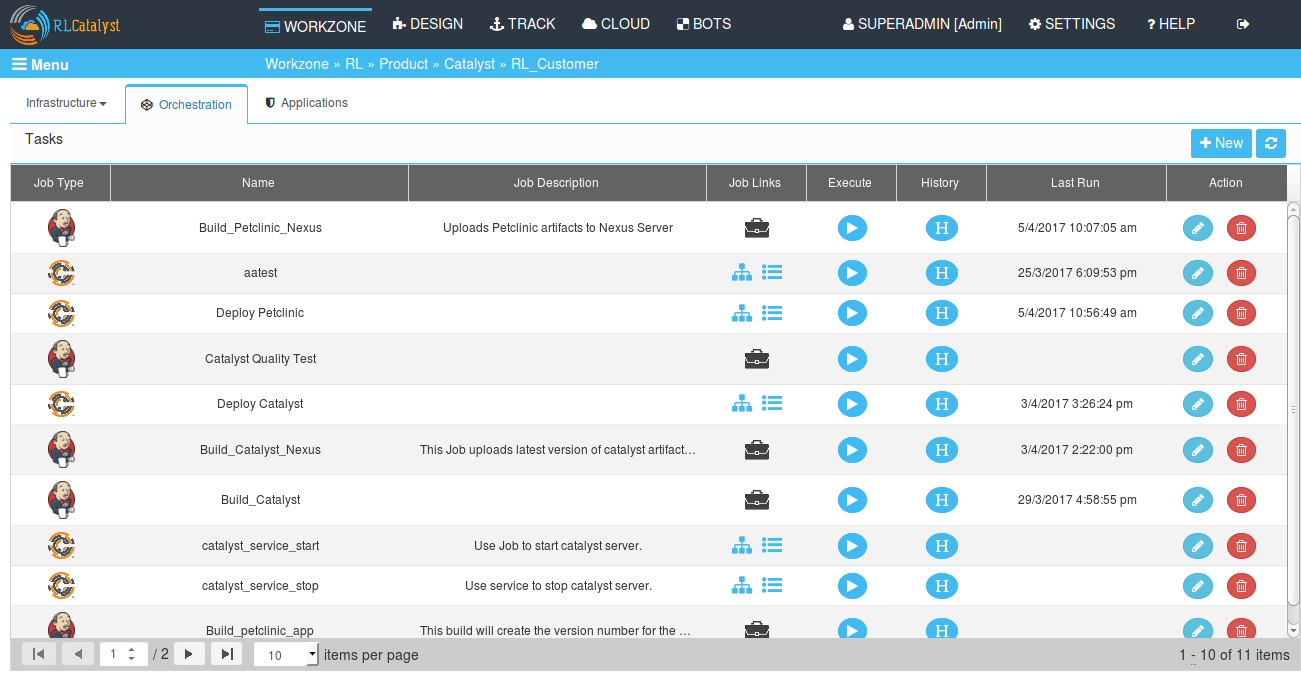 RLCatalyst WORKZONE DESIGN TRACK CLOUD BOTS SUPERADMIN [Admin] SETTINGS ? HELP
Menu Workzone » RL » Product » Catalyst » RL_Customer
Infrastructure Orchestration Applications
Tasks
+ New
Job Type Name Job Description Job Links Execute History Last Run Action
Build_Petclinic_Nexus Uploads Petclinic artifacts to Nexus Server H 5/4/2017 10:07:05 am
aatest H 25/3/2017 6:09:53 pm
Deploy Petclinic H 5/4/2017 10:56:49 am
Catalyst Quality Test H
Deploy Catalyst H 3/4/2017 3:26:24 pm
Build_Catalyst_Nexus This Job uploads latest version of catalyst artifact… H 3/4/2017 2:22:00 pm
Build_Catalyst H 29/3/2017 4:58:55 pm
catalyst_service_start Use Job to start catalyst server. H
catalyst_service_stop Use service to stop catalyst server. H
Build_petclinic_app This build will create the version number for the … H
1 / 2 10 items per page 1 - 10 of 11 items